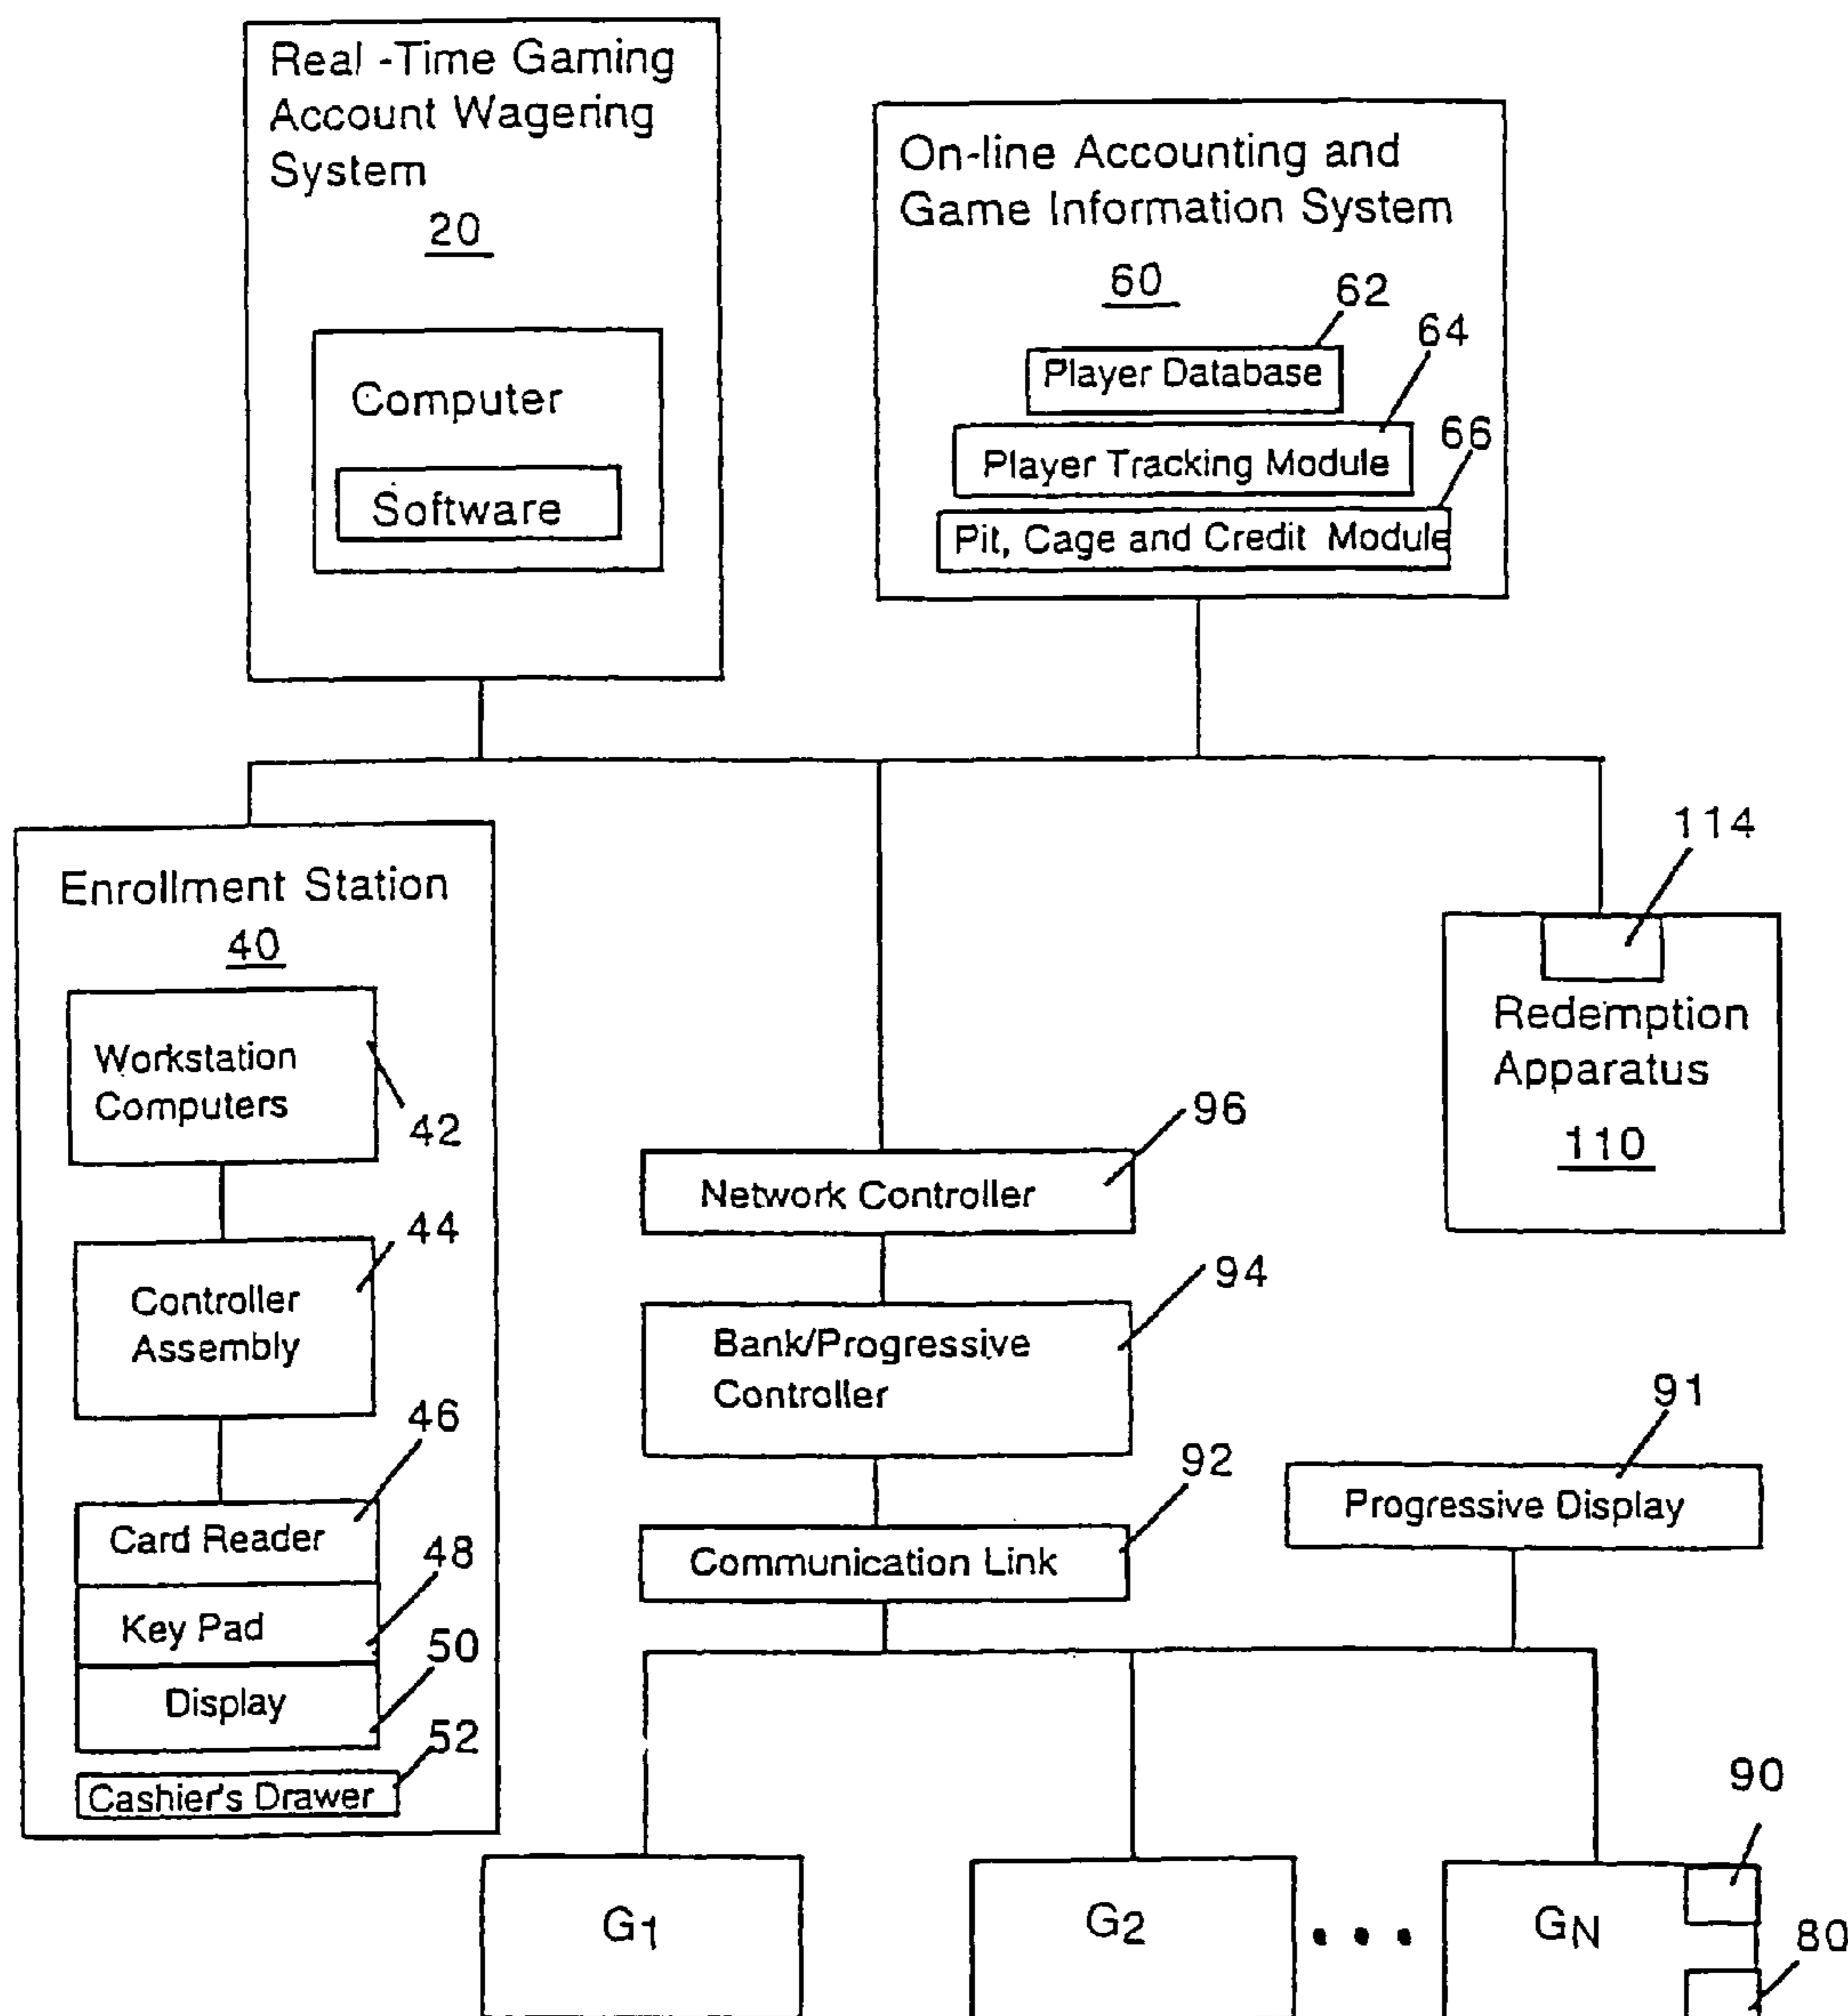 Real -Time Gaming
Account Wagering
System
20
Computer
Software
On-line Accounting and
Game Information System
60
62
Player Database
64
Player Tracking Module
66
Pit, Cage and Credit Module
Enrollment Station
40
Workstation
Computers
42
Controller
Assembly
44
Card Reader
46
Key Pad
48
Display
50
Cashier's Drawer
52
114
Redemption
Apparatus
110
Network Controller
96
Bank/Progressive
Controller
94
Communication Link
92
Progressive Display
91
G1
G2
GN
90
80